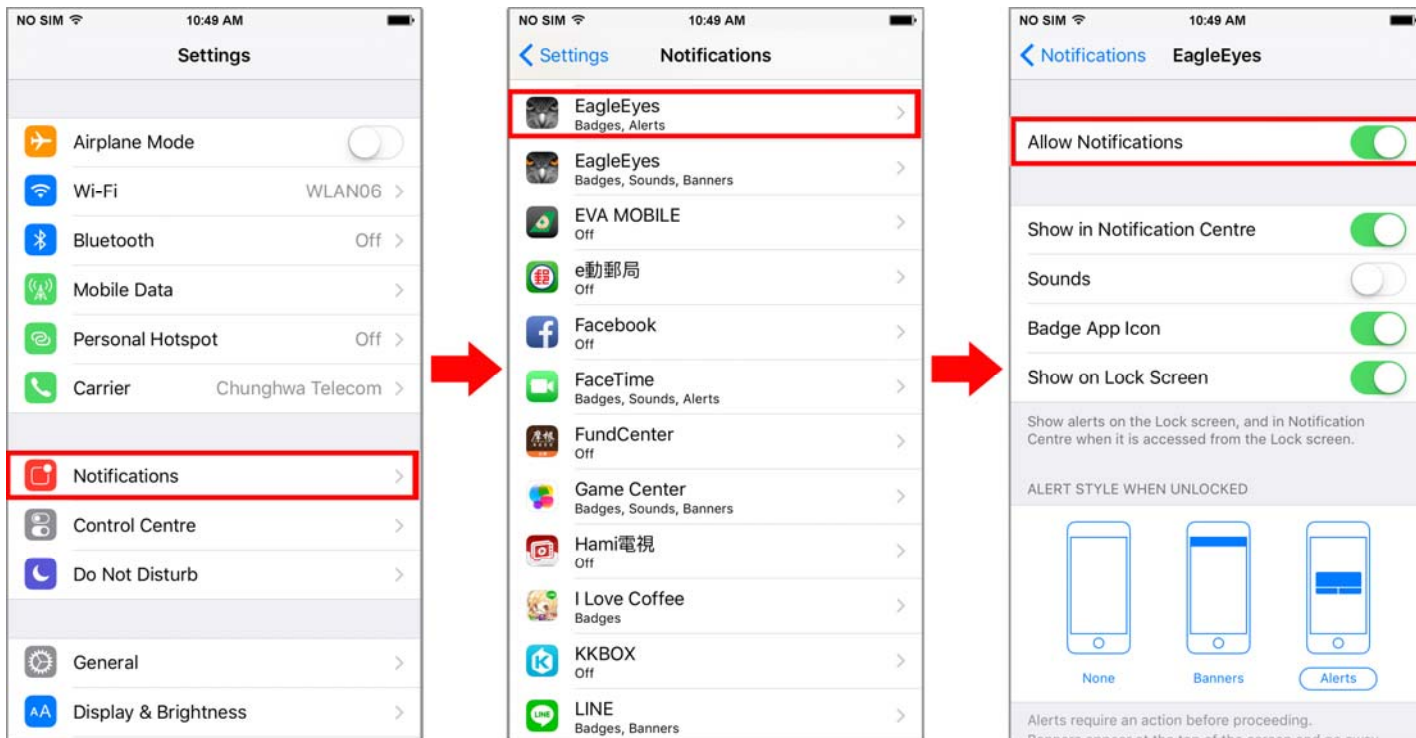 NO SIM 10:49 AM
Settings
Airplane Mode
Wi-Fi WLAN06
Bluetooth Off
Mobile Data
Personal Hotspot Off
Carrier Chunghwa Telecom
Notifications
Control Centre
Do Not Disturb
General
AA Display & Brightness
NO SIM 10:49 AM
Settings Notifications
EagleEyes
Badges, Alerts
EagleEyes
Badges, Sounds, Banners
EVA MOBILE
Off
e動郵局
Off
Facebook
Off
FaceTime
Badges, Sounds, Alerts
FundCenter
Off
Game Center
Badges, Sounds, Banners
Hami電視
Off
I Love Coffee
Badges
KKBOX
Off
LINE
LINE
Badges, Banners
NO SIM 10:49 AM
Notifications EagleEyes
Allow Notifications
Show in Notification Centre
Sounds
Badge App Icon
Show on Lock Screen
Show alerts on the Lock screen, and in Notification
Centre when it is accessed from the Lock screen.
ALERT STYLE WHEN UNLOCKED
None Banners Alerts
Alerts require an action before proceeding.